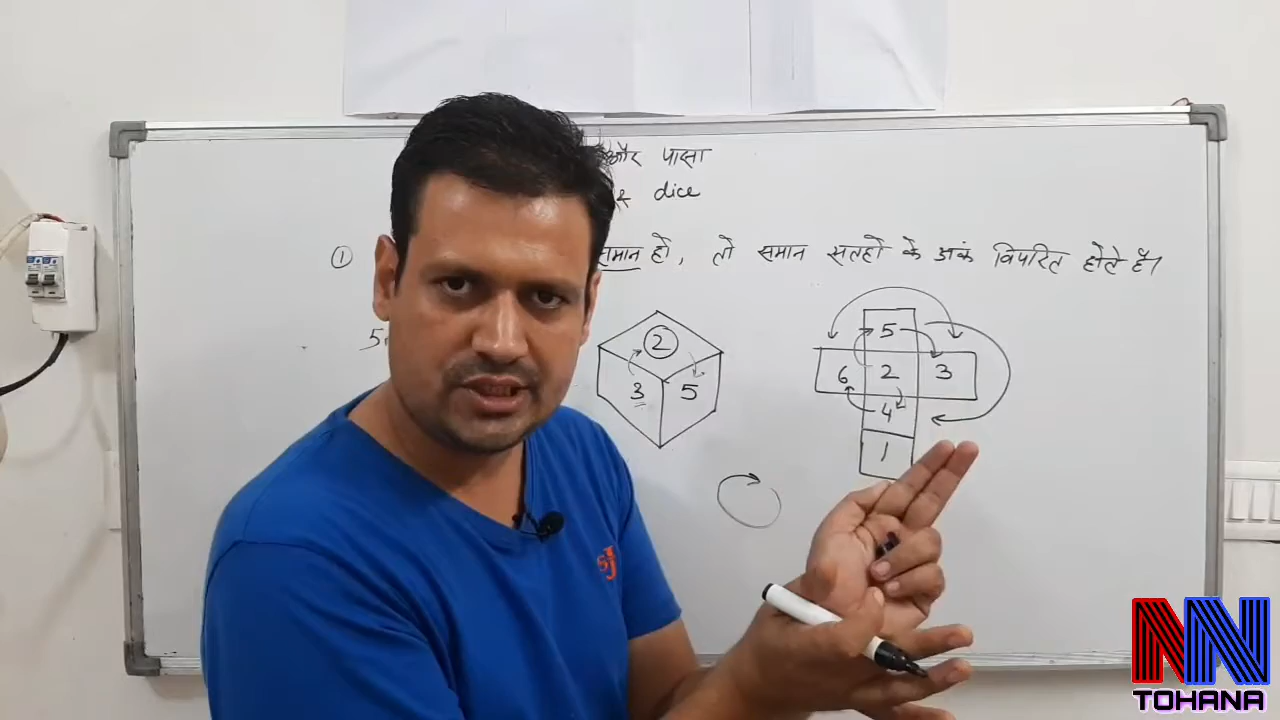 और पासा
& dice
① समान हो, तो समान सतहो के अंक विपरित होते है।
5
2
3 5
5
6 2 3
4
1
SJ
NN
TOHANA